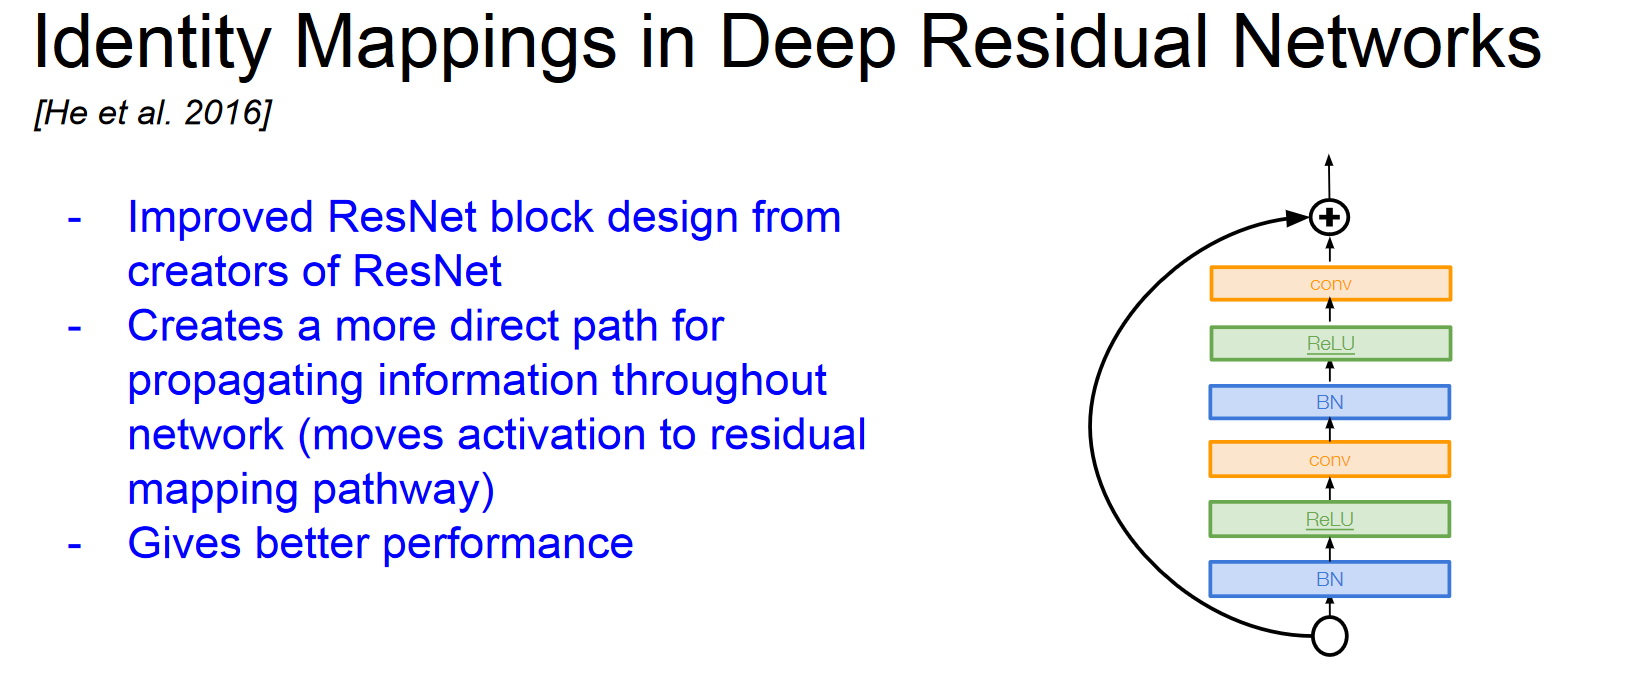 Identity Mappings in Deep Residual Networks
[He et al. 2016]
- Improved ResNet block design from
creators of ResNet
- Creates a more direct path for
propagating information throughout
network (moves activation to residual
mapping pathway)
- Gives better performance
conv
ReLU
BN
conv
ReLU
BN